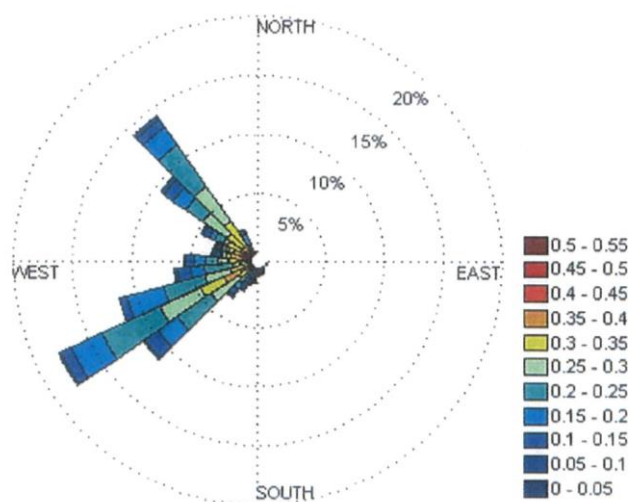 NORTH
20%
15%
10%
5%
WEST
EAST
SOUTH
0.5 - 0.55
0.45 - 0.5
0.4 - 0.45
0.35 - 0.4
0.3 - 0.35
0.25 - 0.3
0.2 - 0.25
0.15 - 0.2
0.1 - 0.15
0.05 - 0.1
0 - 0.05